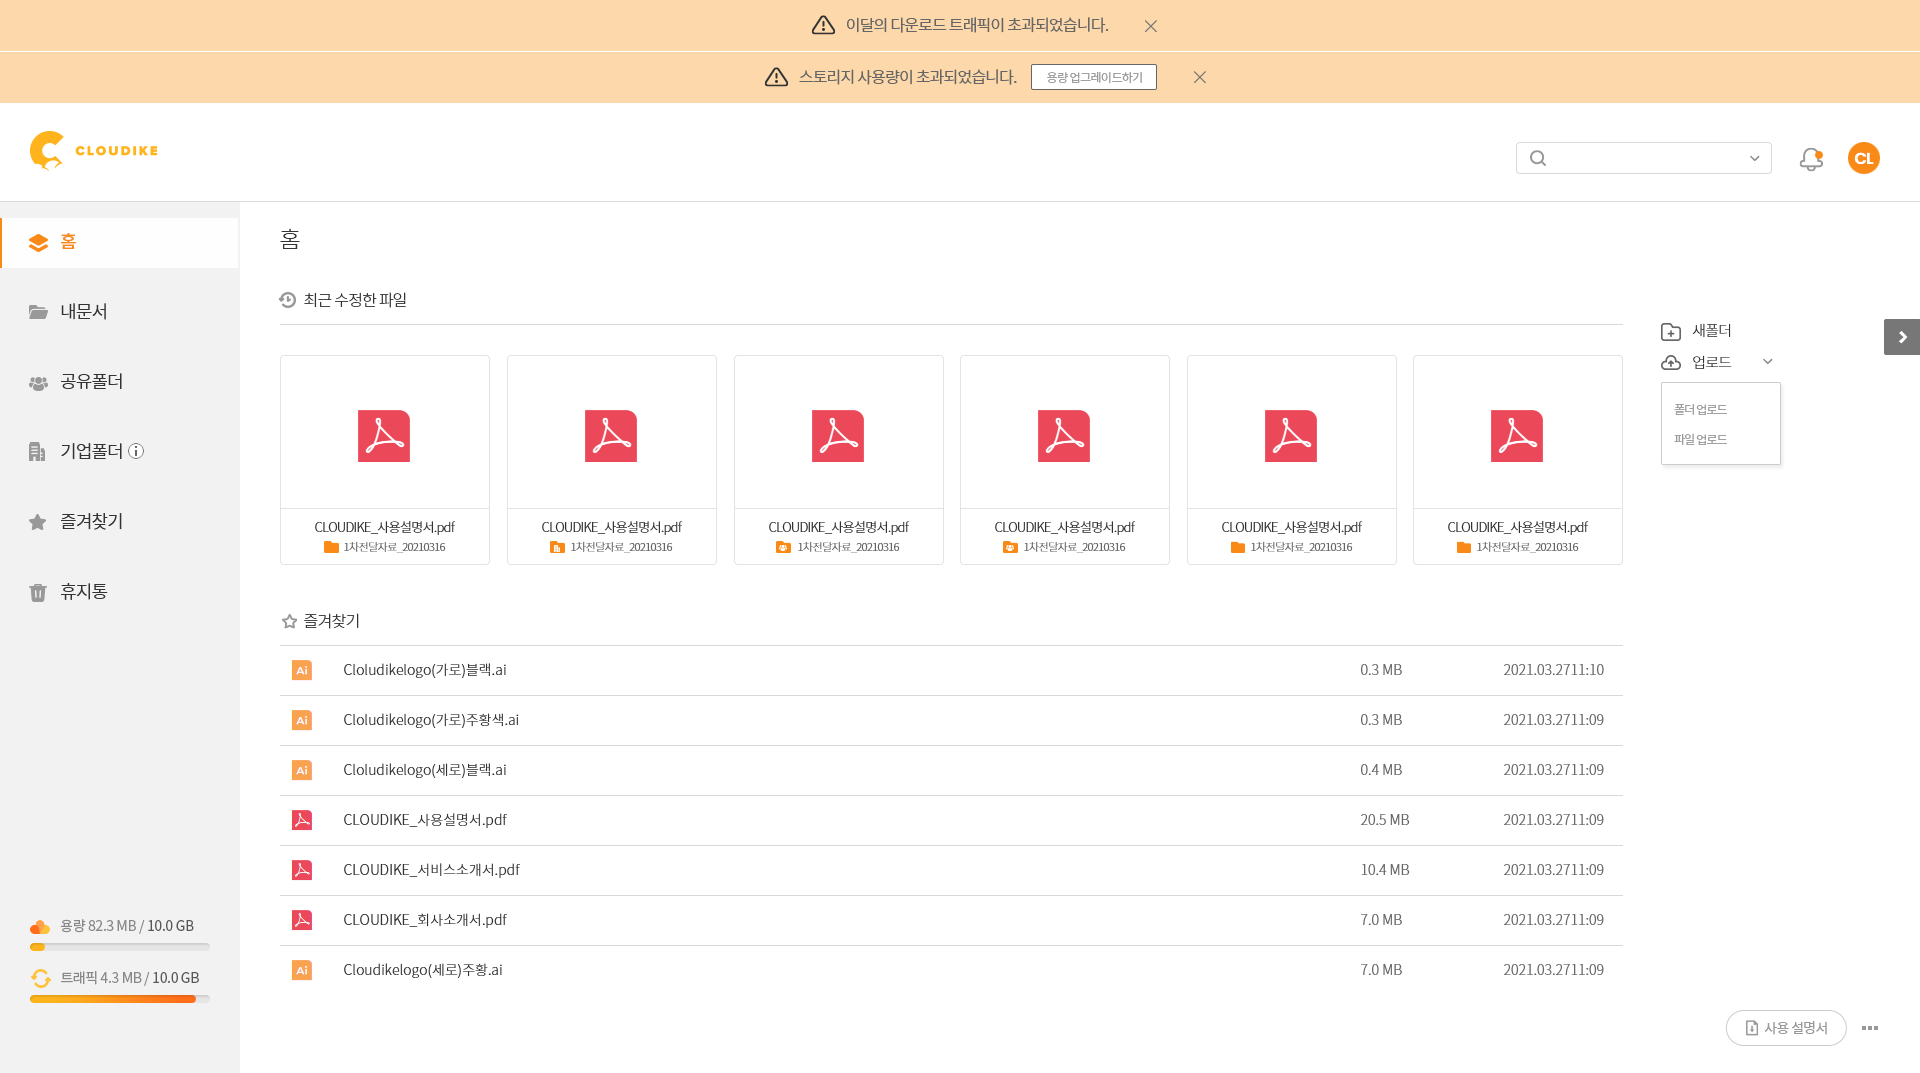 이달의 다운로드 트래픽이 초과되었습니다.
스토리지 사용량이 초과되었습니다. 용량 업그레이드하기
CLOUDIKE
CL
홈
내문서
공유폴더
기업폴더
즐겨찾기
휴지통
용량 82.3 MB / 10.0 GB
트래픽 4.3 MB / 10.0 GB
홈
최근 수정한 파일
CLOUDIKE_사용설명서.pdf
1차전달자료_20210316
CLOUDIKE_사용설명서.pdf
1차전달자료_20210316
CLOUDIKE_사용설명서.pdf
1차전달자료_20210316
CLOUDIKE_사용설명서.pdf
1차전달자료_20210316
CLOUDIKE_사용설명서.pdf
1차전달자료_20210316
CLOUDIKE_사용설명서.pdf
1차전달자료_20210316
새폴더
업로드
폴더 업로드
파일 업로드
즐겨찾기
Ai Cloludikelogo(가로)블랙.ai 0.3 MB 2021.03.2711:10
Ai Cloludikelogo(가로)주황색.ai 0.3 MB 2021.03.2711:09
Ai Cloludikelogo(세로)블랙.ai 0.4 MB 2021.03.2711:09
CLOUDIKE_사용설명서.pdf 20.5 MB 2021.03.2711:09
CLOUDIKE_서비스소개서.pdf 10.4 MB 2021.03.2711:09
CLOUDIKE_회사소개서.pdf 7.0 MB 2021.03.2711:09
Ai Cloudikelogo(세로)주황.ai 7.0 MB 2021.03.2711:09
사용 설명서